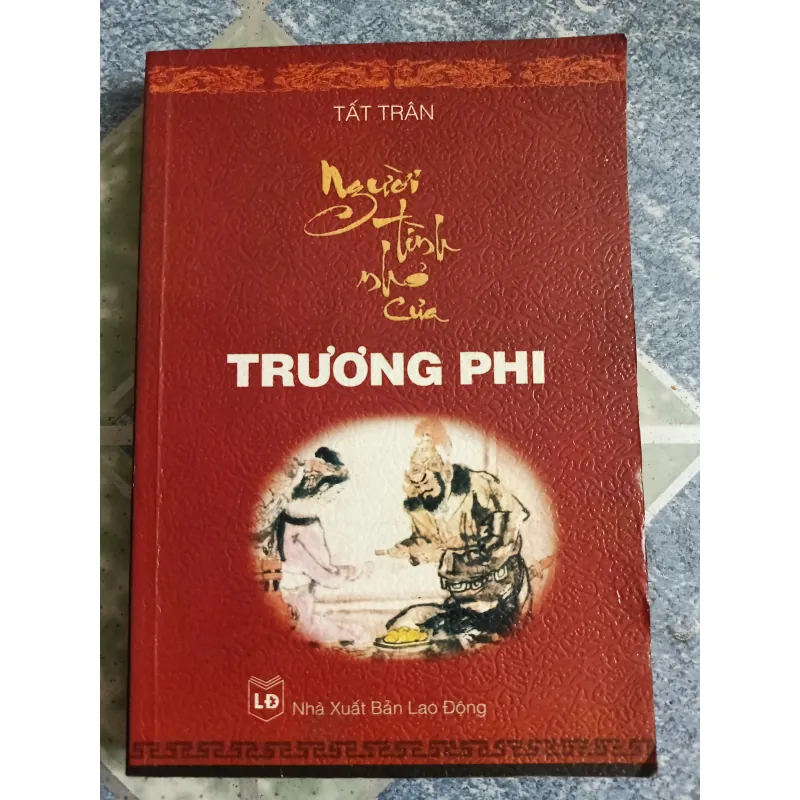 TẤT TRÂN
Người
tình
nhỏ
của
TRƯƠNG PHI
LĐ
Nhà Xuất Bản Lao Động